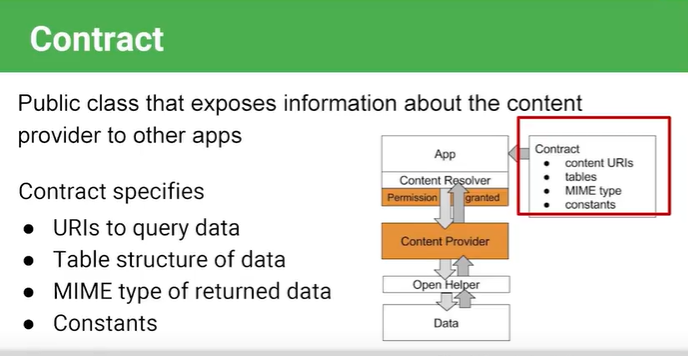 Contract
Public class that exposes information about the content
provider to other apps
Contract specifies
● URIs to query data
● Table structure of data
● MIME type of returned data
● Constants
App
Content Resolver
Permission granted
Content Provider
Open Helper
Data
Contract
● content URIs
● tables
● MIME type
● constants